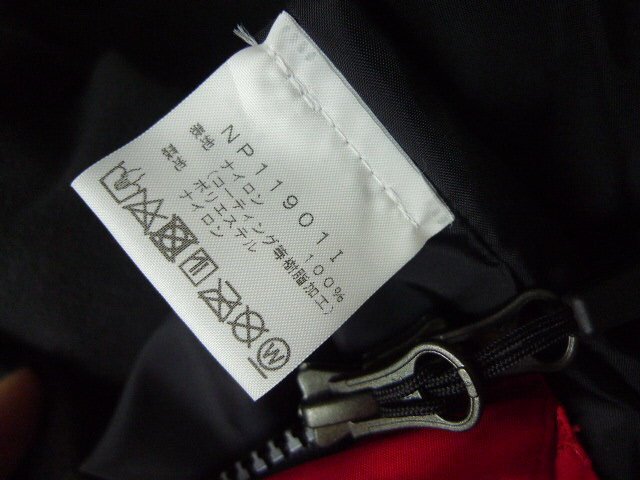 NP11901I
表地 ナイロン 100%
(コーティング等樹脂加工)
裏地 ポリエステル
ナイロン
W